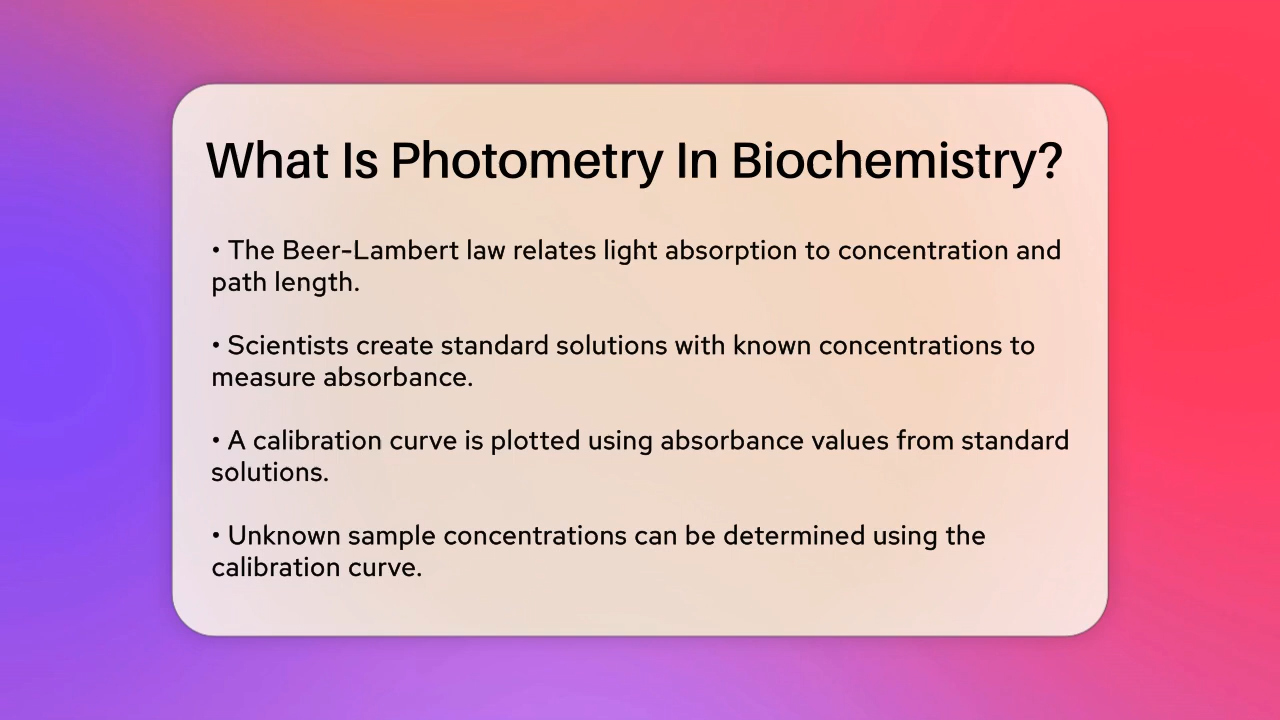 What Is Photometry In Biochemistry?
• The Beer-Lambert law relates light absorption to concentration and
path length.
• Scientists create standard solutions with known concentrations to
measure absorbance.
• A calibration curve is plotted using absorbance values from standard
solutions.
• Unknown sample concentrations can be determined using the
calibration curve.